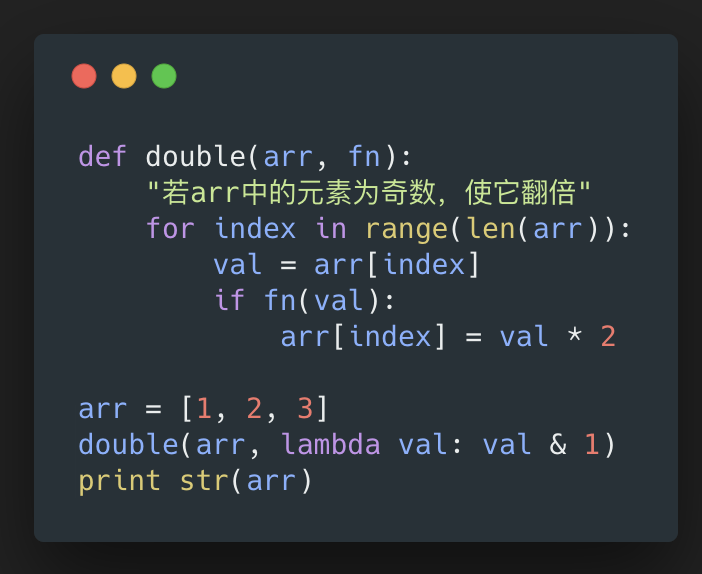 def double(arr, fn):
    "若arr中的元素为奇数，使它翻倍"
    for index in range(len(arr)):
        val = arr[index]
        if fn(val):
            arr[index] = val * 2

arr = [1, 2, 3]
double(arr, lambda val: val & 1)
print str(arr)